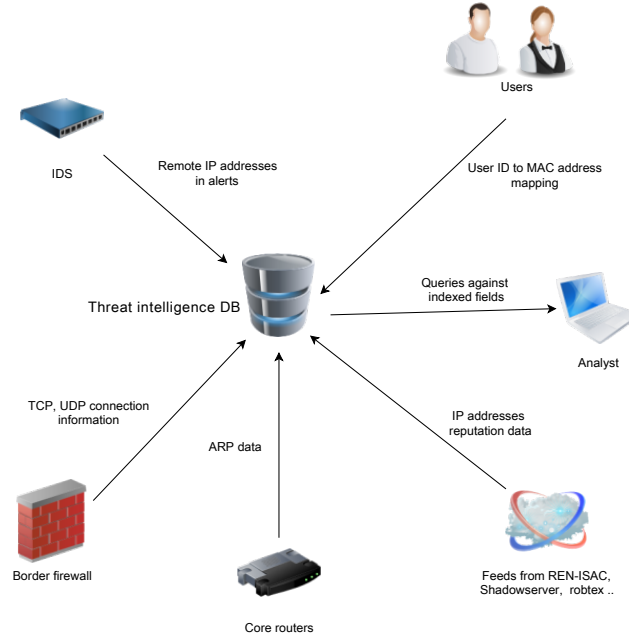 Users
IDS
Remote IP addresses
in alerts
User ID to MAC address
mapping
Threat intelligence DB
Queries against
indexed fields
Analyst
TCP, UDP connection
information
ARP data
IP addresses
reputation data
Border firewall
Core routers
Feeds from REN-ISAC,
Shadowserver, robtex ..